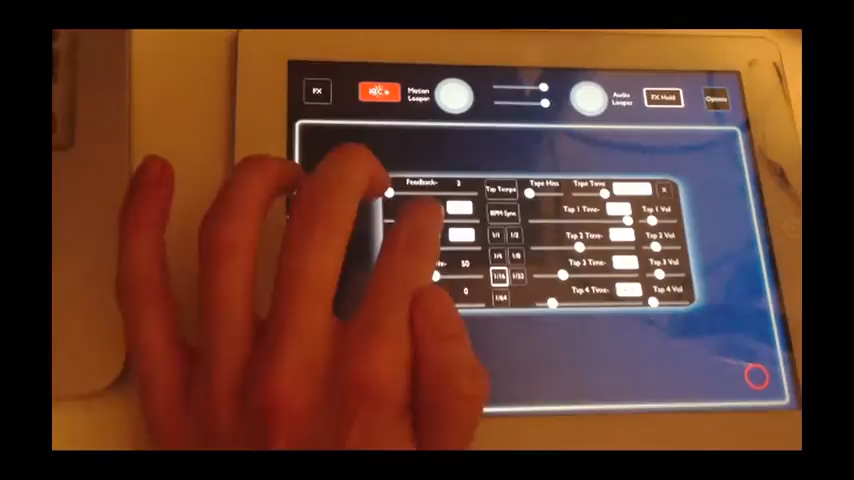 FX
REC
Motion
Looper
Audio
Looper
FX Hold
Options
Feedback- 3
Tap Tempo
Tape Hiss
Tape Time
X
BPM Sync
Tap 1 Time-
Tap 1 Vol
1/1
1/2
Tap 2 Time-
Tap 2 Vol
50
1/4
1/8
Tap 3 Time-
Tap 3 Vol
1/16
1/32
0
1/64
Tap 4 Time-
Tap 4 Vol